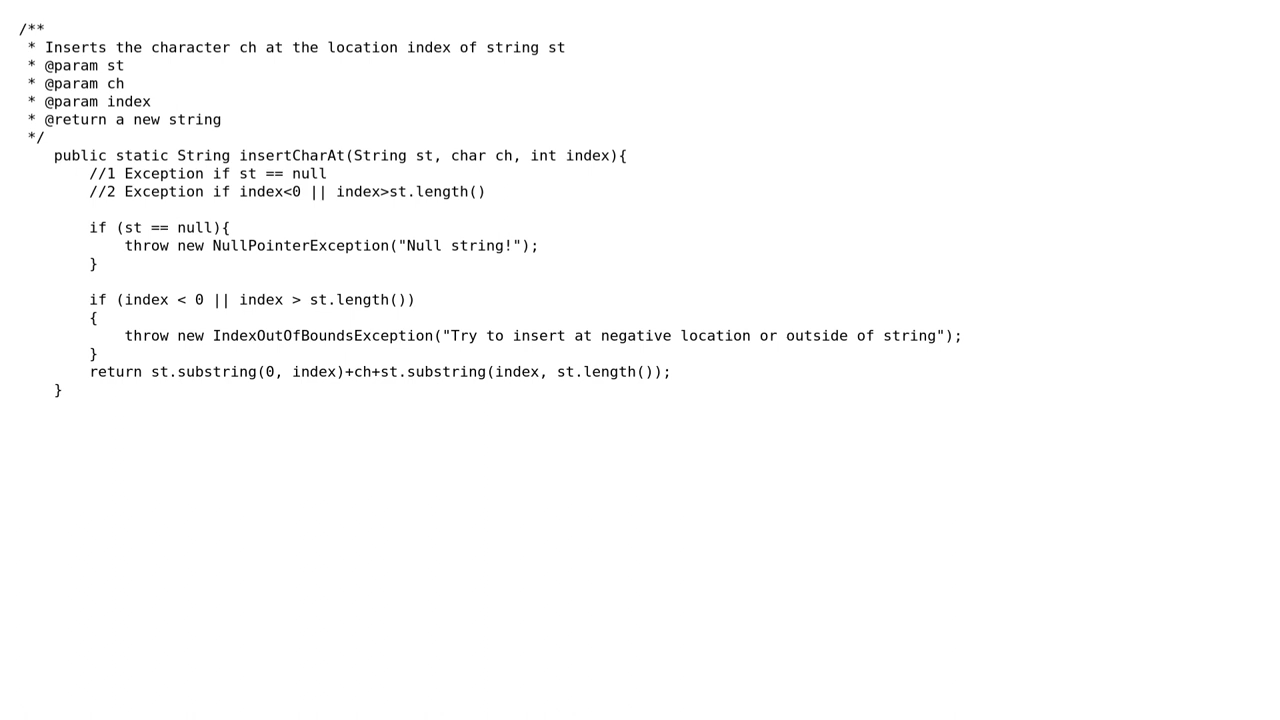 /**
 * Inserts the character ch at the location index of string st
 * @param st
 * @param ch
 * @param index
 * @return a new string
 */
    public static String insertCharAt(String st, char ch, int index){
        //1 Exception if st == null
        //2 Exception if index<0 || index>st.length()

        if (st == null){
            throw new NullPointerException("Null string!");
        }

        if (index < 0 || index > st.length())
        {
            throw new IndexOutOfBoundsException("Try to insert at negative location or outside of string");
        }
        return st.substring(0, index)+ch+st.substring(index, st.length());
    }